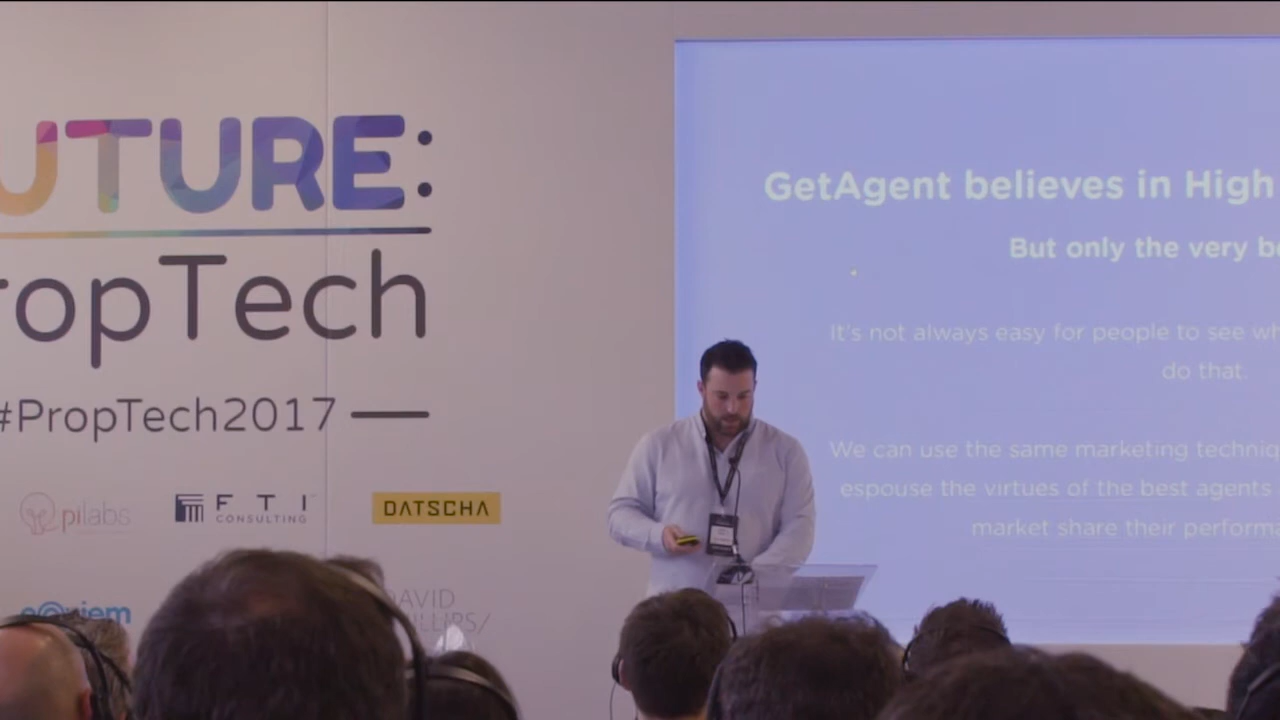 UTURE:
ropTech
#PropTech2017
pilabs
FTI
CONSULTING
DATSCHA
DAVID
GetAgent believes in High
But only the very be
It's not always easy for people to see wh
do that.
We can use the same marketing techniq
espouse the virtues of the best agents
market share their performa